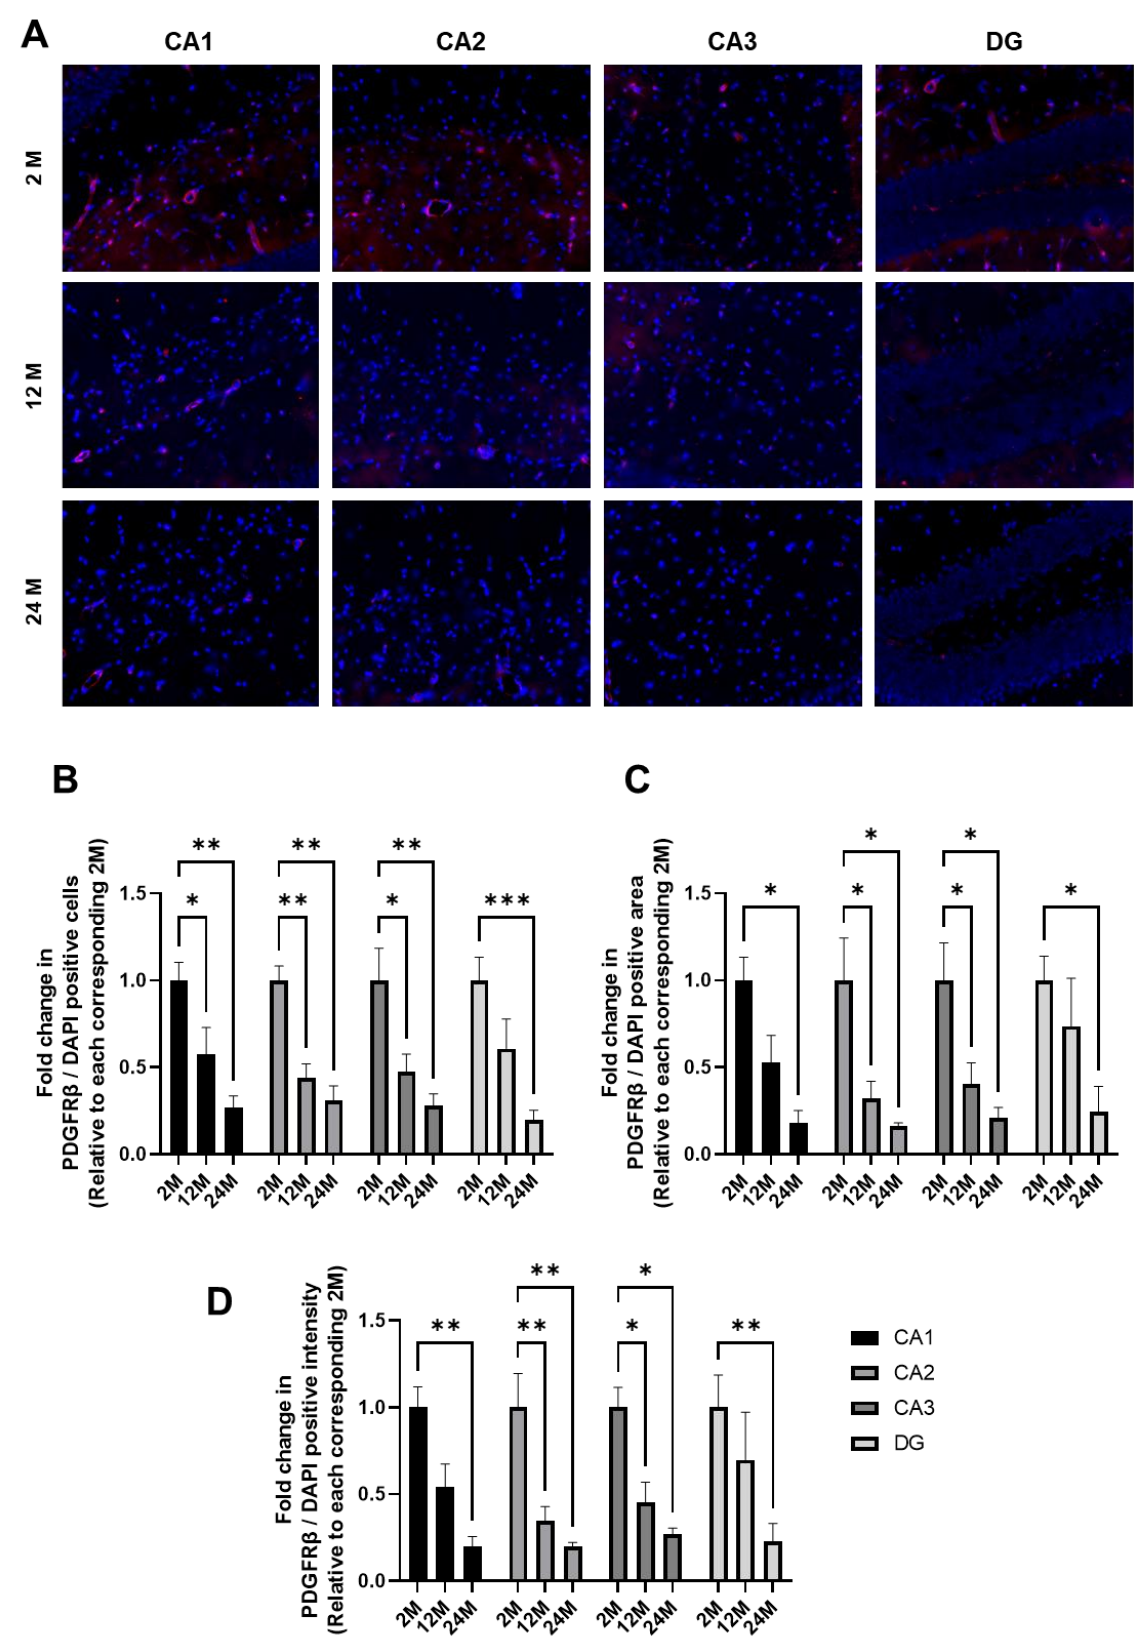 A
CA1 CA2 CA3 DG
2 M
12 M
24 M
B
Fold change in
PDGFRβ / DAPI positive cells
(Relative to each corresponding 2M)
1.5
1.0
0.5
0.0
** ** **
* ** * ***
2M 12M 24M 2M 12M 24M 2M 12M 24M 2M 12M 24M
C
Fold change in
PDGFRβ / DAPI positive area
(Relative to each corresponding 2M)
1.5
1.0
0.5
0.0
* *
* * * *
2M 12M 24M 2M 12M 24M 2M 12M 24M 2M 12M 24M
D
Fold change in
PDGFRβ / DAPI positive intensity
(Relative to each corresponding 2M)
1.5
1.0
0.5
0.0
** *
** ** * **
2M 12M 24M 2M 12M 24M 2M 12M 24M 2M 12M 24M
CA1
CA2
CA3
DG